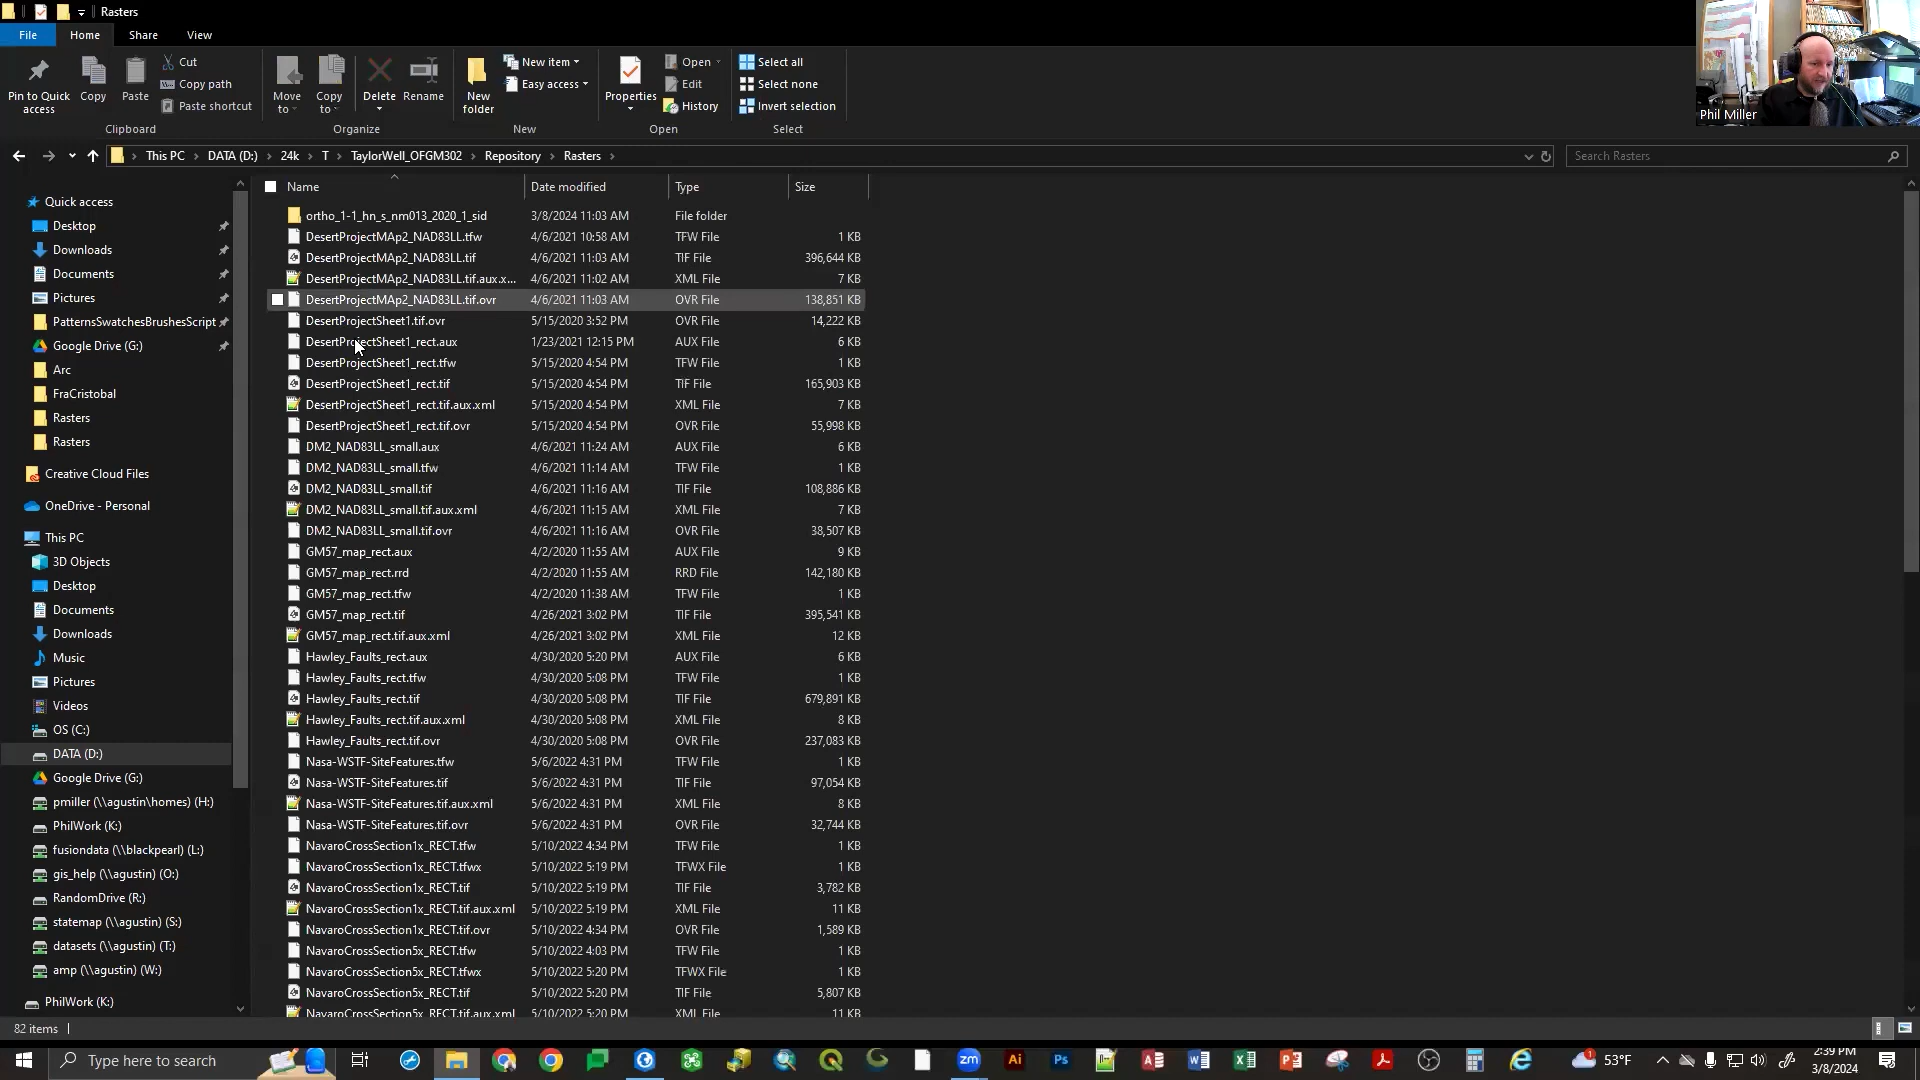 Rasters
File Home Share View
Pin to Quick access
Copy
Paste
Cut
Copy path
Paste shortcut
Clipboard
Move to
Copy to
Delete
Rename
Organize
New folder
New item
Easy access
New
Properties
Open
Edit
History
Open
Select all
Select none
Invert selection
Select
Phil Miller
This PC > DATA (D:) > 24k > T > TaylorWell_OFGM302 > Repository > Rasters >
Search Rasters
Quick access
Desktop
Downloads
Documents
Pictures
PatternsSwatchesBrushesScript
Google Drive (G:)
Arc
FraCristobal
Rasters
Rasters
Creative Cloud Files
OneDrive - Personal
This PC
3D Objects
Desktop
Documents
Downloads
Music
Pictures
Videos
OS (C:)
DATA (D:)
Google Drive (G:)
pmiller (\\agustin\homes) (H:)
PhilWork (K:)
fusiondata (\\blackpearl) (L:)
gis_help (\\agustin) (O:)
RandomDrive (R:)
statemap (\\agustin) (S:)
datasets (\\agustin) (T:)
amp (\\agustin) (W:)
PhilWork (K:)
Name Date modified Type Size
ortho_1-1_hn_s_nm013_2020_1_sid 3/8/2024 11:03 AM File folder
DesertProjectMAp2_NAD83LL.tfw 4/6/2021 10:58 AM TFW File 1 KB
DesertProjectMAp2_NAD83LL.tif 4/6/2021 11:03 AM TIF File 396,644 KB
DesertProjectMAp2_NAD83LL.tif.aux.x... 4/6/2021 11:02 AM XML File 7 KB
DesertProjectMAp2_NAD83LL.tif.ovr 4/6/2021 11:03 AM OVR File 138,851 KB
DesertProjectSheet1.tif.ovr 5/15/2020 3:52 PM OVR File 14,222 KB
DesertProjectSheet1_rect.aux 1/23/2021 12:15 PM AUX File 6 KB
DesertProjectSheet1_rect.tfw 5/15/2020 4:54 PM TFW File 1 KB
DesertProjectSheet1_rect.tif 5/15/2020 4:54 PM TIF File 165,903 KB
DesertProjectSheet1_rect.tif.aux.xml 5/15/2020 4:54 PM XML File 7 KB
DesertProjectSheet1_rect.tif.ovr 5/15/2020 4:54 PM OVR File 55,998 KB
DM2_NAD83LL_small.aux 4/6/2021 11:24 AM AUX File 6 KB
DM2_NAD83LL_small.tfw 4/6/2021 11:14 AM TFW File 1 KB
DM2_NAD83LL_small.tif 4/6/2021 11:16 AM TIF File 108,886 KB
DM2_NAD83LL_small.tif.aux.xml 4/6/2021 11:15 AM XML File 7 KB
DM2_NAD83LL_small.tif.ovr 4/6/2021 11:16 AM OVR File 38,507 KB
GM57_map_rect.aux 4/2/2020 11:55 AM AUX File 9 KB
GM57_map_rect.rrd 4/2/2020 11:55 AM RRD File 142,180 KB
GM57_map_rect.tfw 4/2/2020 11:38 AM TFW File 1 KB
GM57_map_rect.tif 4/26/2021 3:02 PM TIF File 395,541 KB
GM57_map_rect.tif.aux.xml 4/26/2021 3:02 PM XML File 12 KB
Hawley_Faults_rect.aux 4/30/2020 5:20 PM AUX File 6 KB
Hawley_Faults_rect.tfw 4/30/2020 5:08 PM TFW File 1 KB
Hawley_Faults_rect.tif 4/30/2020 5:08 PM TIF File 679,891 KB
Hawley_Faults_rect.tif.aux.xml 4/30/2020 5:08 PM XML File 8 KB
Hawley_Faults_rect.tif.ovr 4/30/2020 5:08 PM OVR File 237,083 KB
Nasa-WSTF-SiteFeatures.tfw 5/6/2022 4:31 PM TFW File 1 KB
Nasa-WSTF-SiteFeatures.tif 5/6/2022 4:31 PM TIF File 97,054 KB
Nasa-WSTF-SiteFeatures.tif.aux.xml 5/6/2022 4:31 PM XML File 8 KB
Nasa-WSTF-SiteFeatures.tif.ovr 5/6/2022 4:31 PM OVR File 32,744 KB
NavaroCrossSection1x_RECT.tfw 5/10/2022 4:34 PM TFW File 1 KB
NavaroCrossSection1x_RECT.tfwx 5/10/2022 5:19 PM TFWX File 1 KB
NavaroCrossSection1x_RECT.tif 5/10/2022 5:19 PM TIF File 3,782 KB
NavaroCrossSection1x_RECT.tif.aux.xml 5/10/2022 5:19 PM XML File 11 KB
NavaroCrossSection1x_RECT.tif.ovr 5/10/2022 4:34 PM OVR File 1,589 KB
NavaroCrossSection5x_RECT.tfw 5/10/2022 4:03 PM TFW File 1 KB
NavaroCrossSection5x_RECT.tfwx 5/10/2022 5:20 PM TFWX File 1 KB
NavaroCrossSection5x_RECT.tif 5/10/2022 5:20 PM TIF File 5,807 KB
NavaroCrossSection5x_RECT.tif.aux.xml 5/10/2022 5:20 PM XML File 11 KB
82 items
Type here to search
zm
Ai
Ps
53°F
2:39 PM
3/8/2024